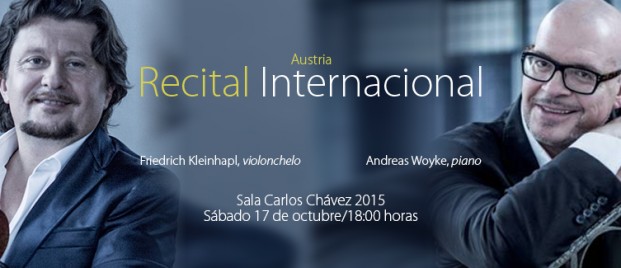 Austria
Recital Internacional
Friedrich Kleinhapl, violonchelo
Andreas Woyke, piano
Sala Carlos Chávez 2015
Sábado 17 de octubre/18:00 horas